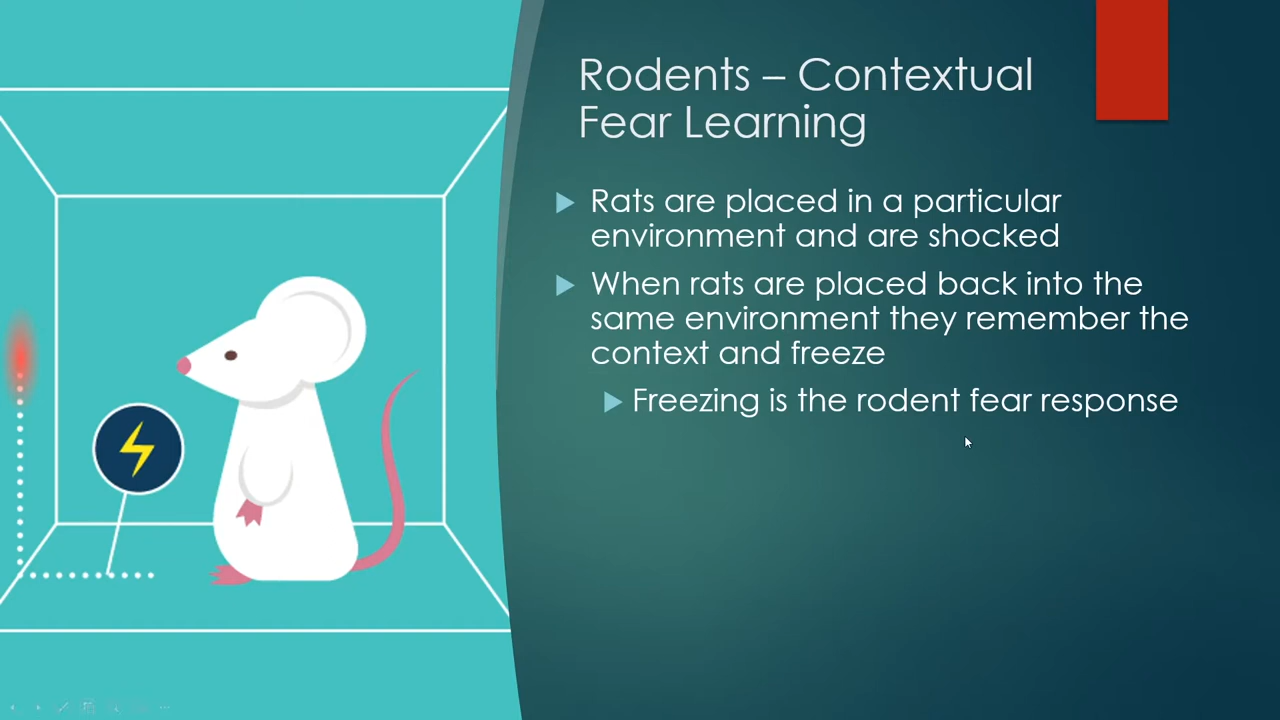 Rodents – Contextual
Fear Learning
Rats are placed in a particular
environment and are shocked
When rats are placed back into the
same environment they remember the
context and freeze
Freezing is the rodent fear response